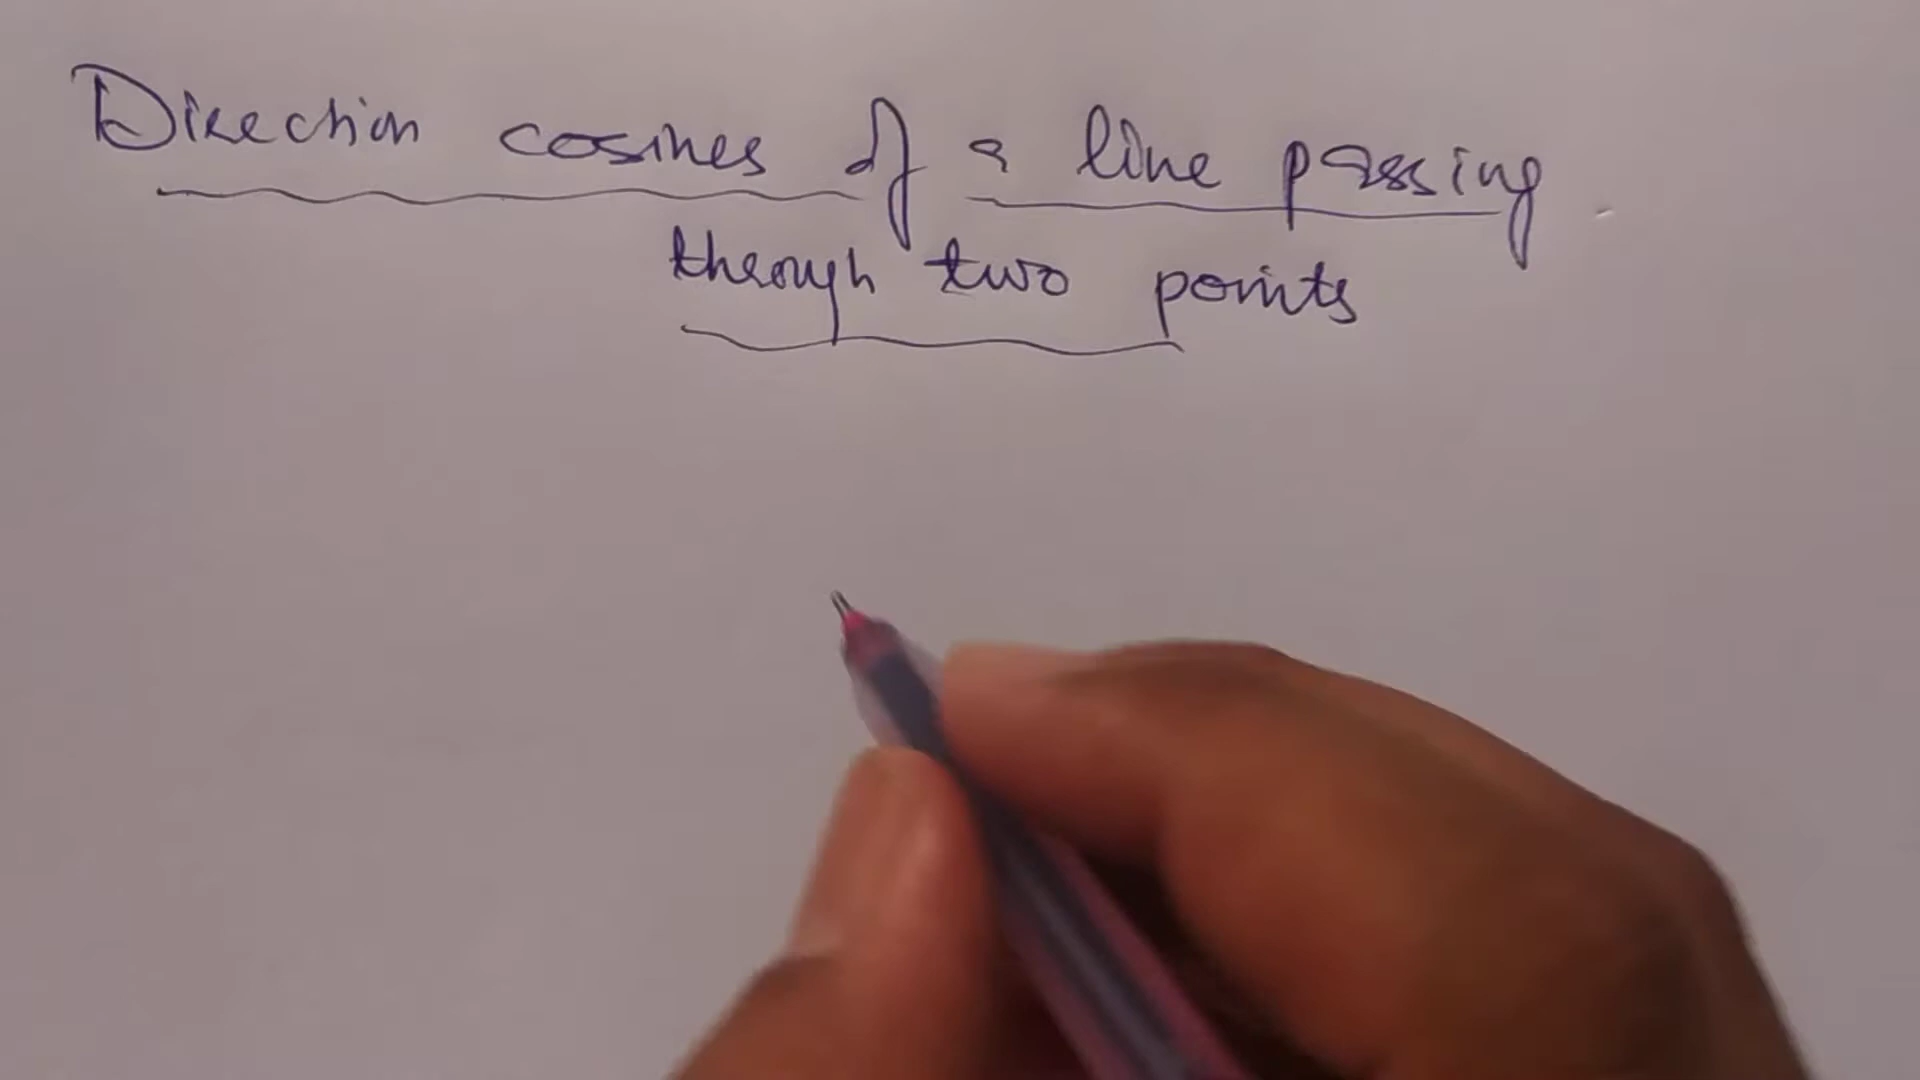 Direction cosines of a line passing
through two points